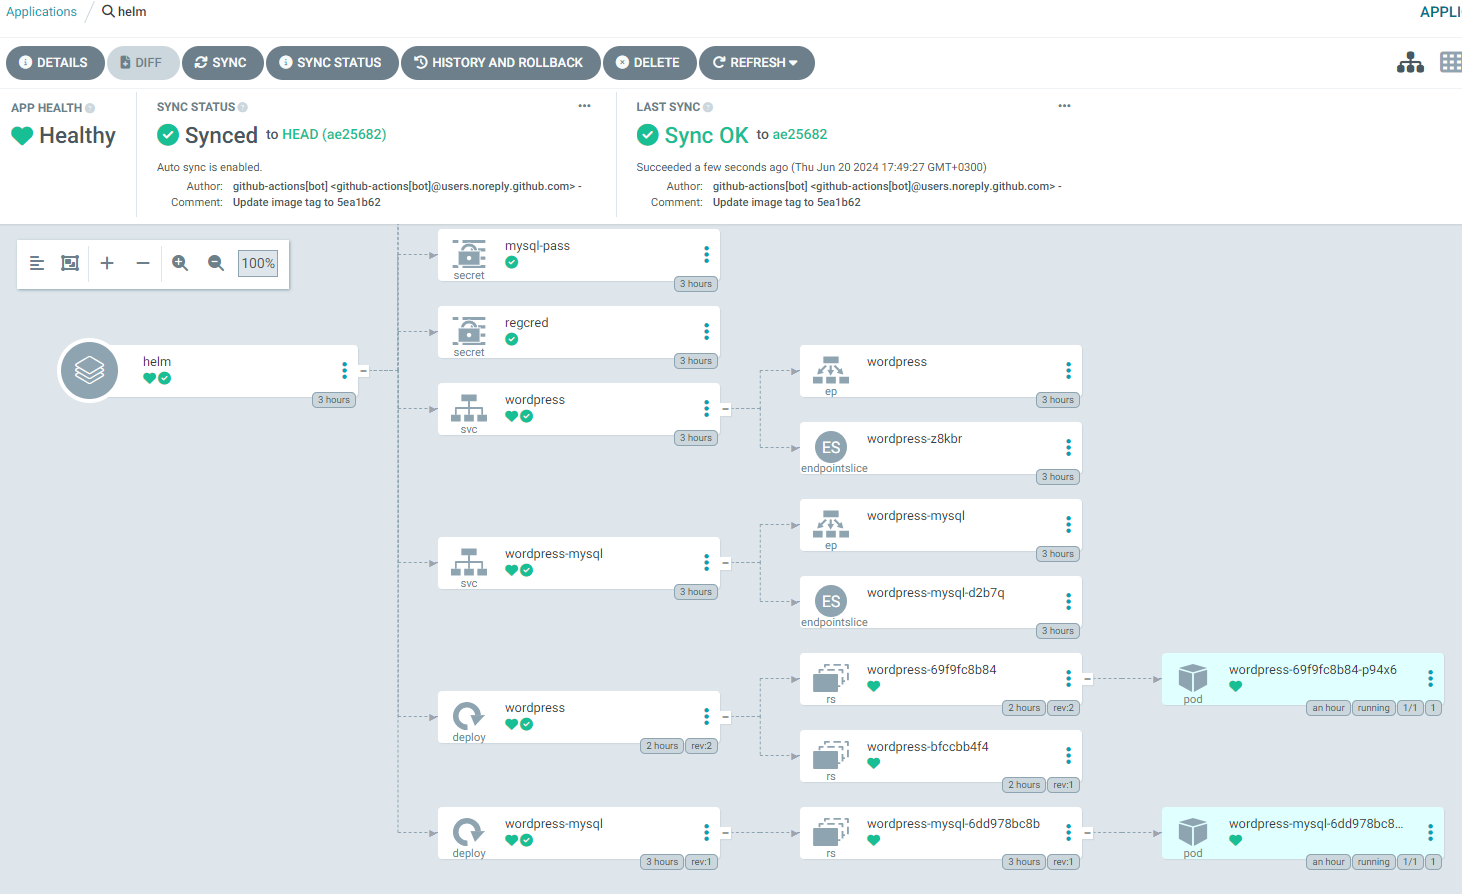 Applications helm APPLI
DETAILS DIFF SYNC SYNC STATUS HISTORY AND ROLLBACK DELETE REFRESH
APP HEALTH
Healthy
SYNC STATUS
Synced to HEAD (ae25682)
Auto sync is enabled.
Author: github-actions[bot] <github-actions[bot]@users.noreply.github.com> -
Comment: Update image tag to 5ea1b62
LAST SYNC
Sync OK to ae25682
Succeeded a few seconds ago (Thu Jun 20 2024 17:49:27 GMT+0300)
Author: github-actions[bot] <github-actions[bot]@users.noreply.github.com> -
Comment: Update image tag to 5ea1b62
100%
helm
3 hours
mysql-pass
secret
3 hours
regcred
secret
3 hours
wordpress
svc
3 hours
wordpress
ep
3 hours
wordpress-z8kbr
ES
endpointslice
3 hours
wordpress-mysql
svc
3 hours
wordpress-mysql
ep
3 hours
wordpress-mysql-d2b7q
ES
endpointslice
3 hours
wordpress
deploy
2 hours rev:2
wordpress-69f9fc8b84
rs
2 hours rev:2
wordpress-69f9fc8b84-p94x6
pod
an hour running 1/1 1
wordpress-bfccbb4f4
rs
2 hours rev:1
wordpress-mysql
deploy
3 hours rev:1
wordpress-mysql-6dd978bc8b
rs
3 hours rev:1
wordpress-mysql-6dd978bc8...
pod
an hour running 1/1 1